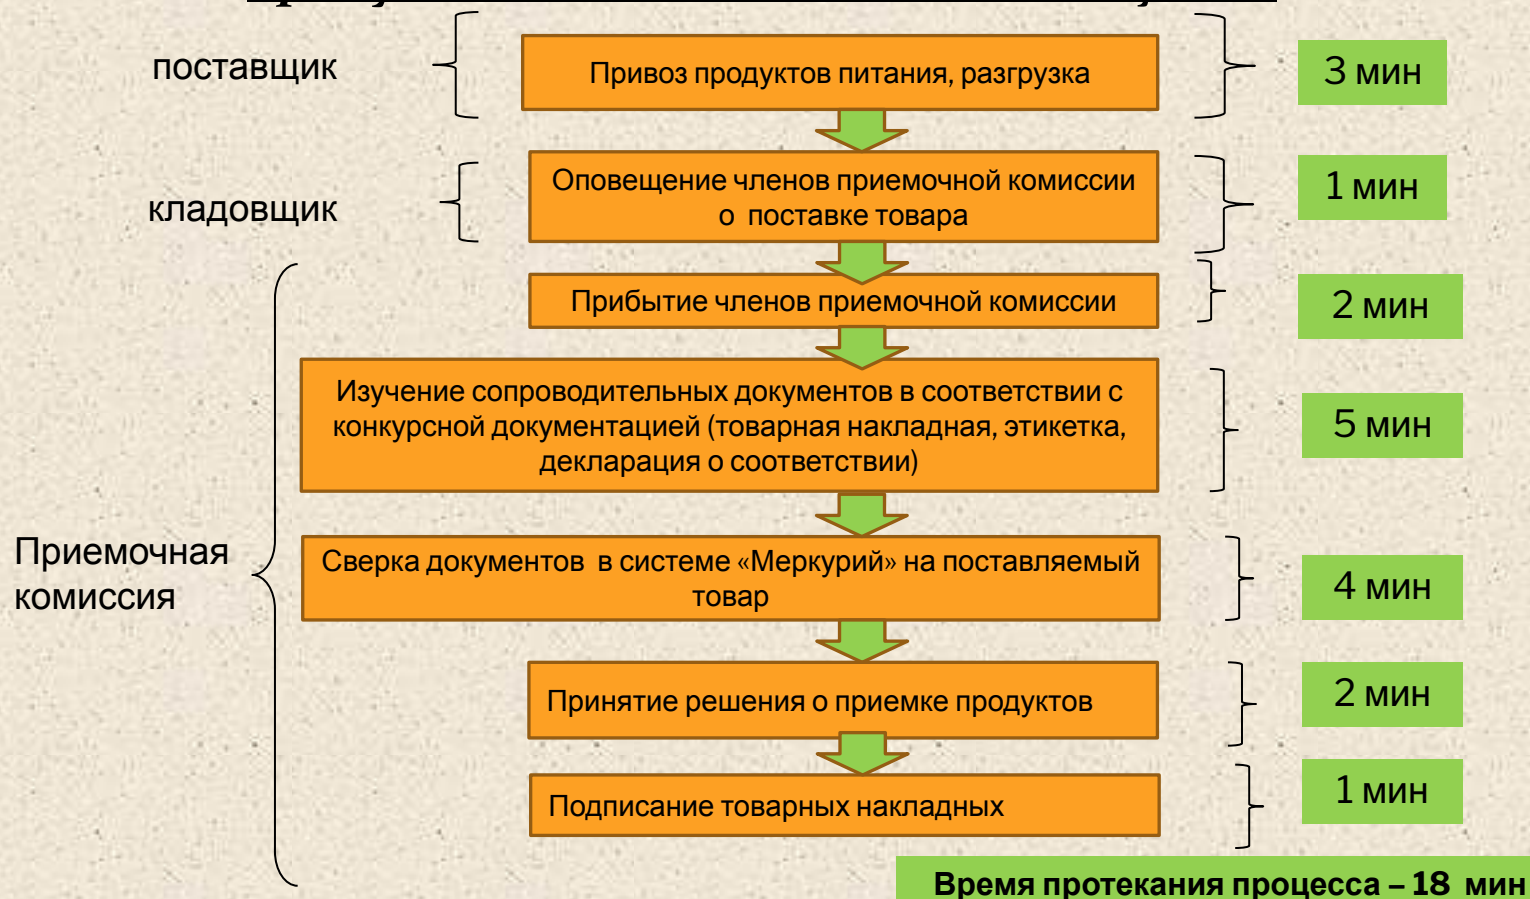 поставщик
Привоз продуктов питания, разгрузка
3 мин
кладовщик
Оповещение членов приемочной комиссии
о поставке товара
1 мин
Прибытие членов приемочной комиссии
2 мин
Изучение сопроводительных документов в соответствии с
конкурсной документацией (товарная накладная, этикетка,
декларация о соответствии)
5 мин
Приемочная
комиссия
Сверка документов в системе «Меркурий» на поставляемый
товар
4 мин
Принятие решения о приемке продуктов
2 мин
Подписание товарных накладных
1 мин
Время протекания процесса – 18 мин